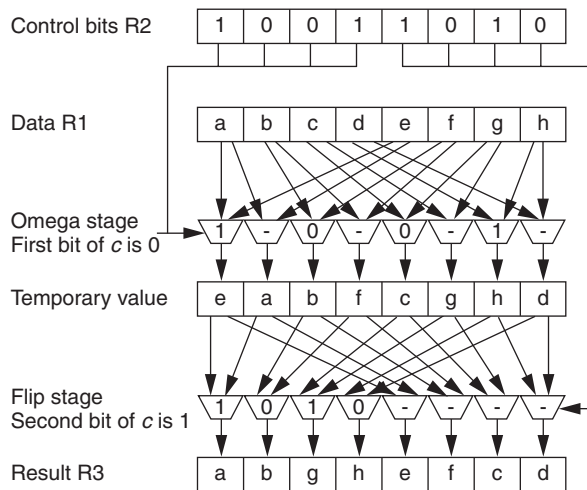 Control bits R2 1 0 0 1 1 0 1 0
Data R1 a b c d e f g h
Omega stage
First bit of c is 0
1 - 0 - 0 - 1 -
Temporary value e a b f c g h d
Flip stage
Second bit of c is 1
1 0 1 0 - - - -
Result R3 a b g h e f c d